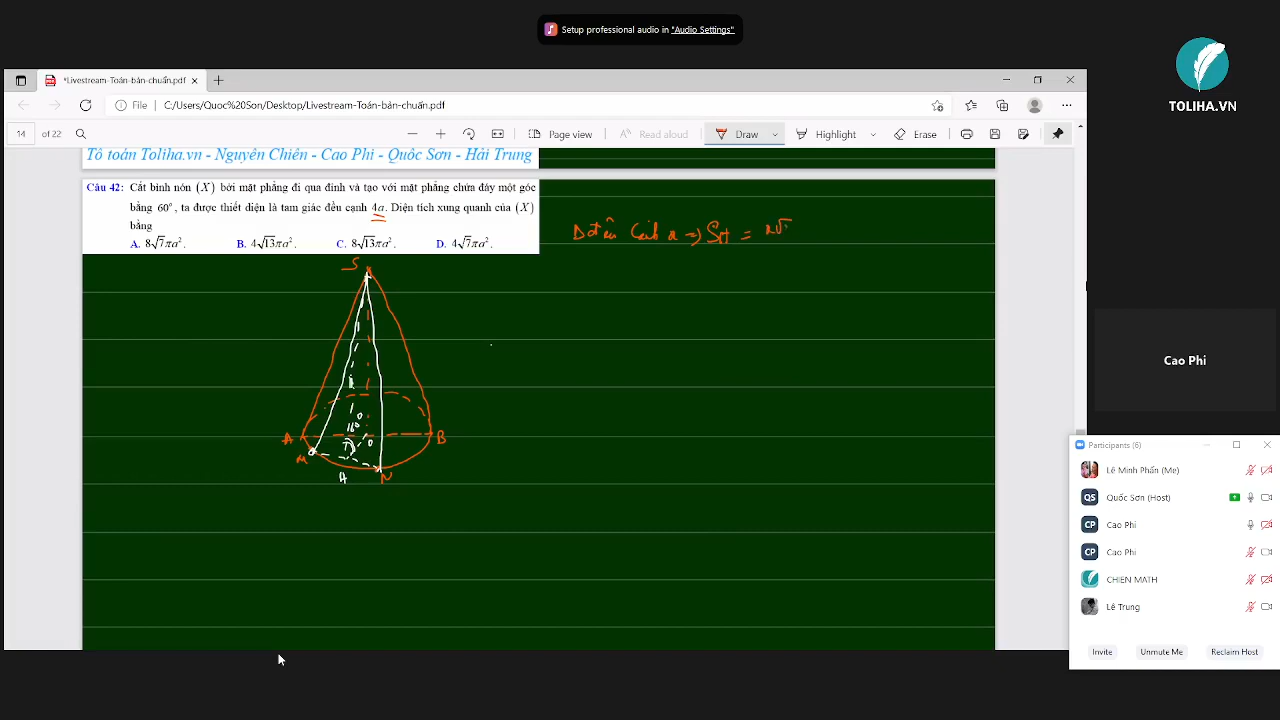 Setup professional audio in "Audio Settings"
TOLIHA.VN
*Livestream-Toán-bản-chuẩn.pdf
File C:/Users/Quoc%20Son/Desktop/Livestream-Toán-bản-chuẩn.pdf
14 of 22 Page view Read aloud Draw Highlight Erase
Tổ toán Toliha.vn - Nguyễn Chiến - Cao Phi - Quốc Sơn - Hải Trung
Câu 42: Cắt hình nón (X) bởi mặt phẳng đi qua đỉnh và tạo với mặt phẳng chứa đáy một góc
bằng 60°, ta được thiết diện là tam giác đều cạnh 4a. Diện tích xung quanh của (X)
bằng
A. 8√7πa². B. 4√13πa². C. 8√13πa². D. 4√7πa².
Δ đều cạnh a => SH =
S
A B
M
H N
Cao Phi
Participants (6)
Lê Minh Phấn (Me)
QS Quốc Sơn (Host)
CP Cao Phi
CP Cao Phi
CHIEN MATH
Lê Trung
Invite Unmute Me Reclaim Host